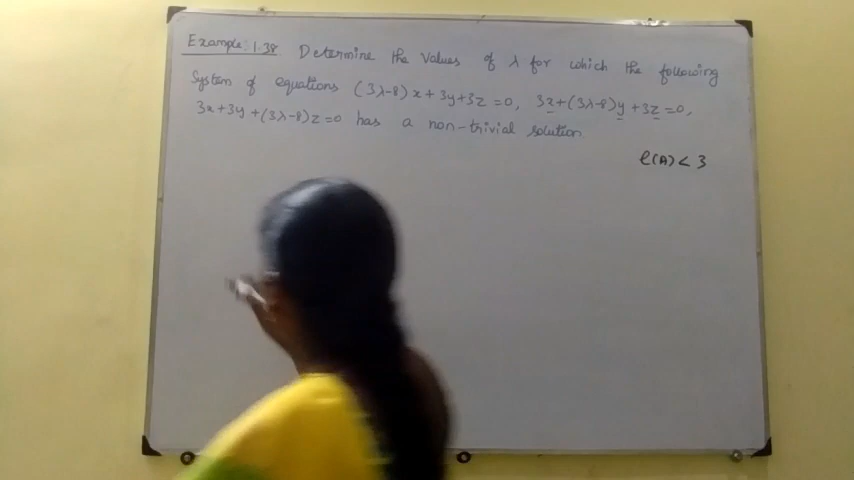 Example: 1.38 Determine the values of λ for which the following
System of equations (3λ-8)x+3y+3z=0, 3x+(3λ-8)y+3z=0,
3x+3y+(3λ-8)z=0 has a non-trivial solution
ρ(A)<3